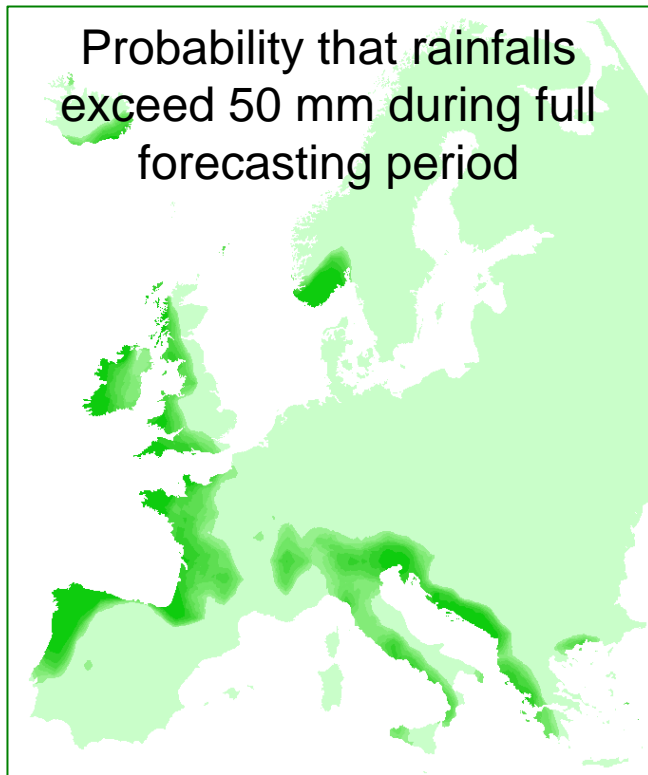 Probability that rainfalls
exceed 50 mm during full
forecasting period